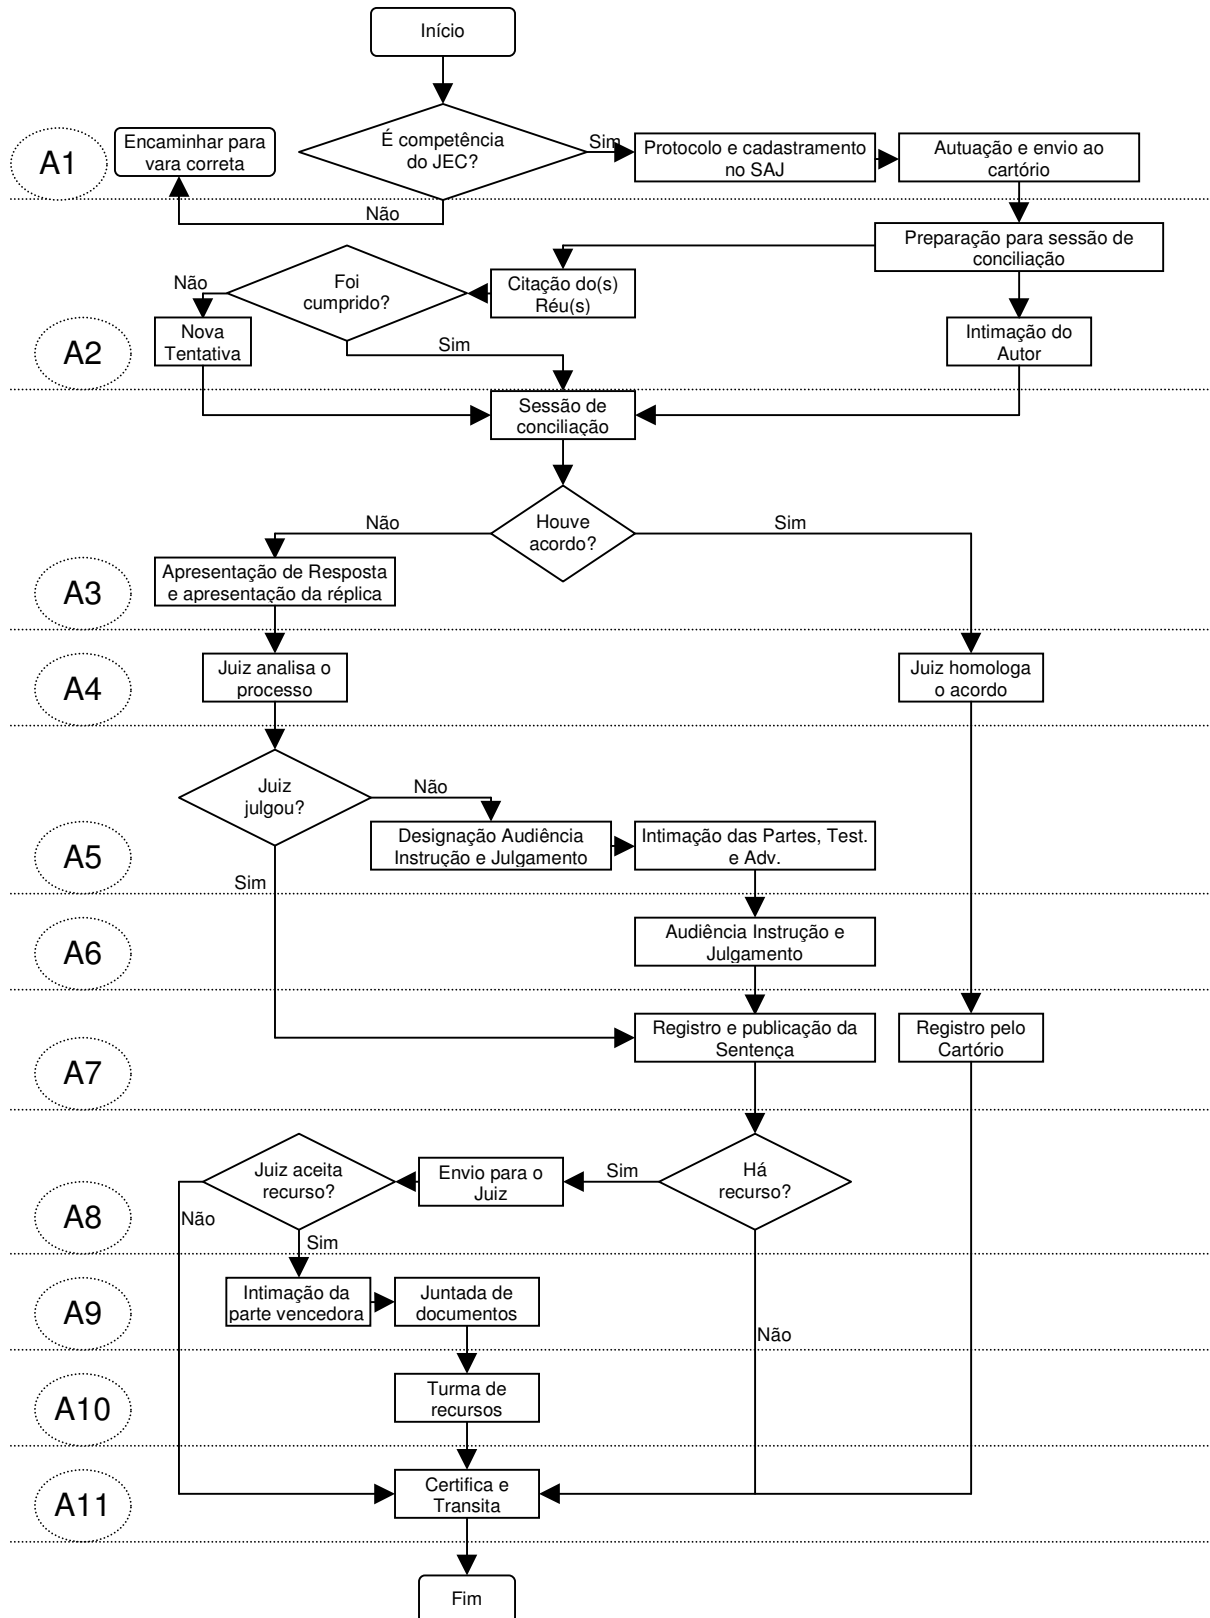 Início
A1
Encaminhar para
vara correta
É competência
do JEC?
Sim
Protocolo e cadastramento
no SAJ
Autuação e envio ao
cartório
Não
Preparação para sessão de
conciliação
A2
Não
Foi
cumprido?
Citação do(s)
Réu(s)
Nova
Tentativa
Sim
Intimação do
Autor
Sessão de
conciliação
Não
Houve
acordo?
Sim
A3
Apresentação de Resposta
e apresentação da réplica
A4
Juiz analisa o
processo
Juiz homologa
o acordo
Juiz
julgou?
Não
A5
Designação Audiência
Instrução e Julgamento
Intimação das Partes, Test.
e Adv.
Sim
A6
Audiência Instrução e
Julgamento
A7
Registro e publicação da
Sentença
Registro pelo
Cartório
A8
Juiz aceita
recurso?
Envio para o
Juiz
Sim
Há
recurso?
Não
Sim
A9
Intimação da
parte vencedora
Juntada de
documentos
Não
A10
Turma de
recursos
A11
Certifica e
Transita
Fim